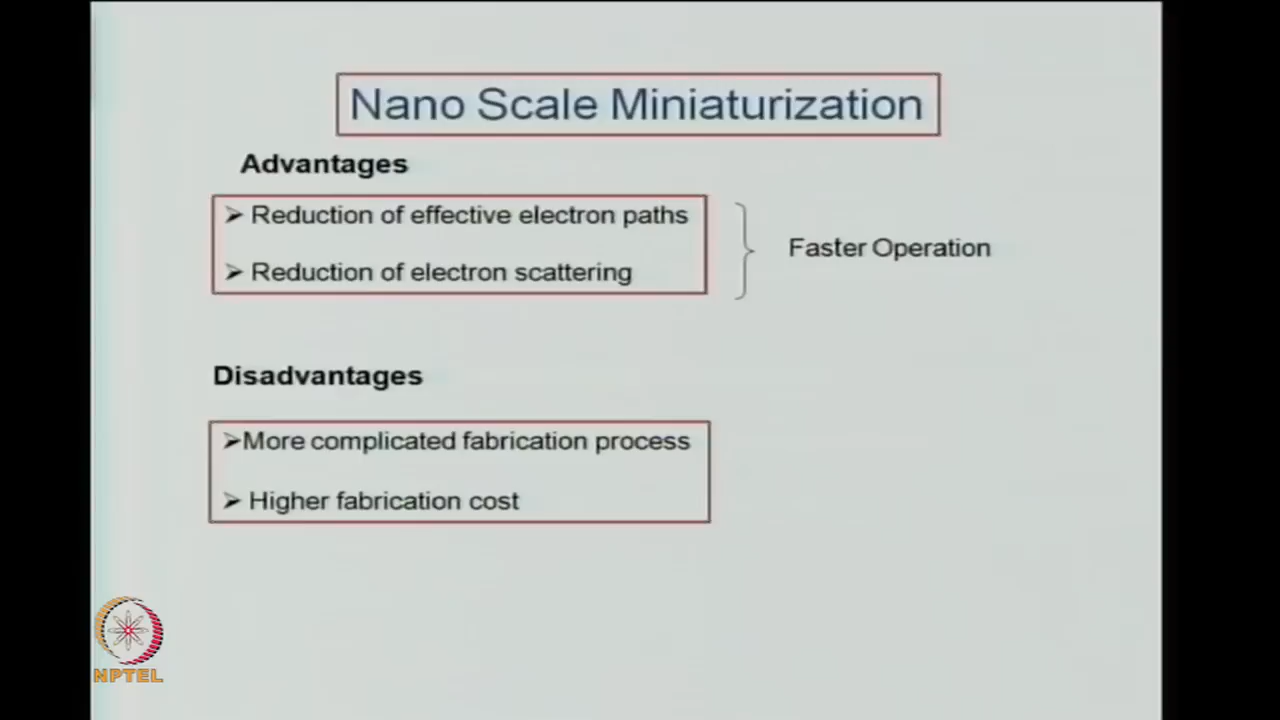 Nano Scale Miniaturization
Advantages
➢ Reduction of effective electron paths
➢ Reduction of electron scattering
Faster Operation
Disadvantages
➢More complicated fabrication process
➢ Higher fabrication cost
NPTEL